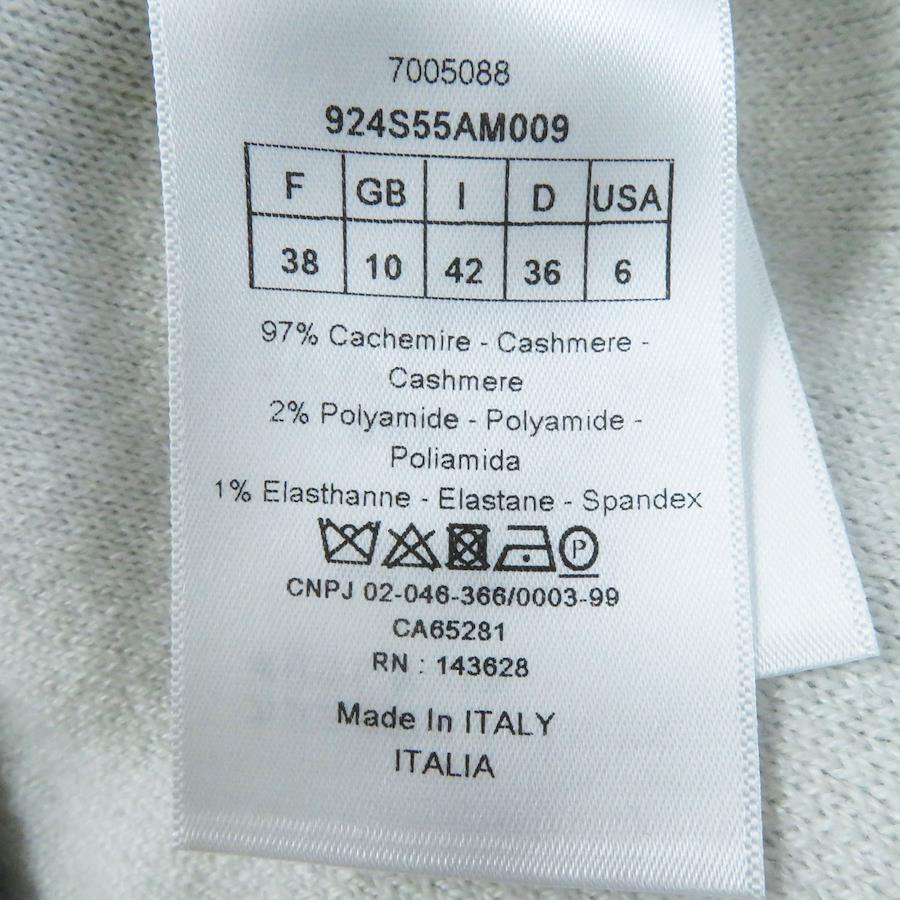 7005088
924S55AM009
F GB I D USA
38 10 42 36 6
97% Cachemire - Cashmere -
Cashmere
2% Polyamide - Polyamide -
Poliamida
1% Elasthanne - Elastane - Spandex
P
CNPJ 02-046-366/0003-99
CA65281
RN : 143628
Made In ITALY
ITALIA